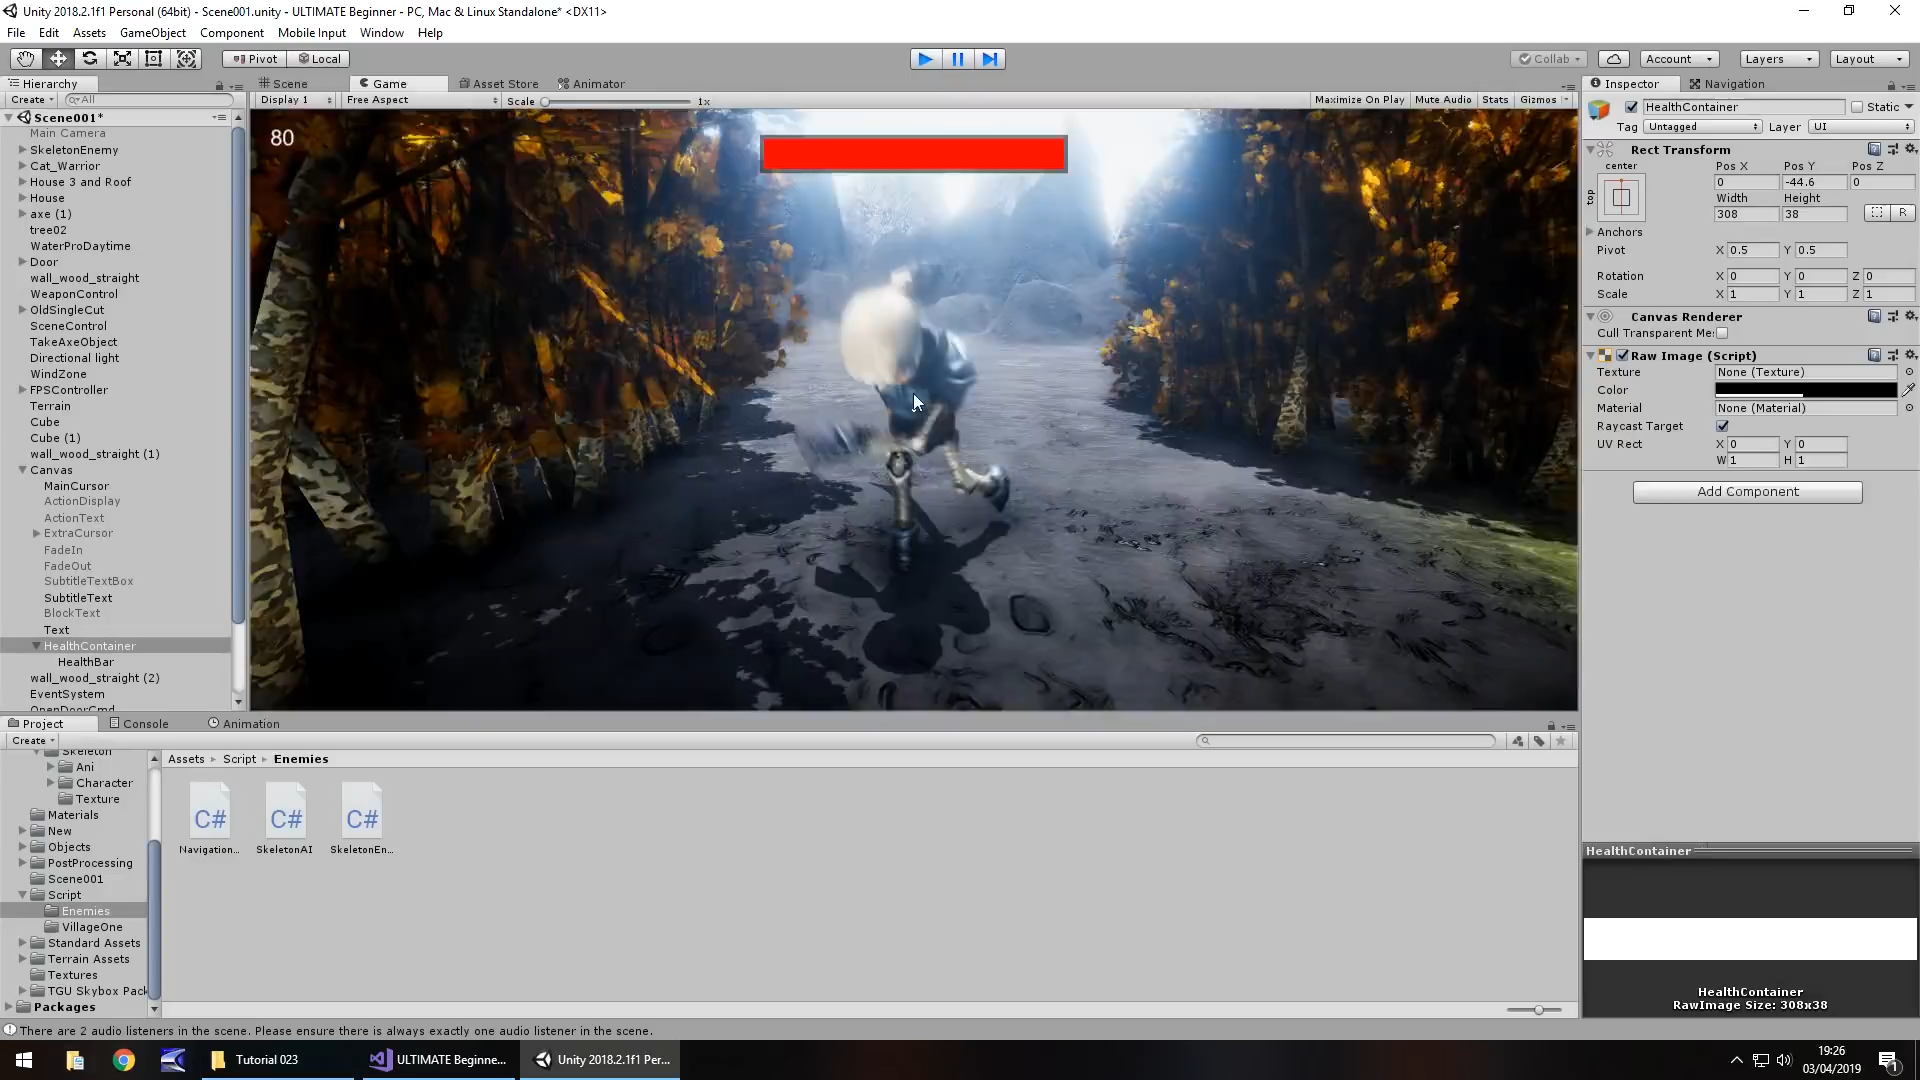 Unity 2018.2.1f1 Personal (64bit) - Scene001.unity - ULTIMATE Beginner - PC, Mac & Linux Standalone* <DX11>
File Edit Assets GameObject Component Mobile Input Window Help
Pivot Local Collab Account Layers Layout
Hierarchy
Create All
Scene001*
Main Camera
SkeletonEnemy
Cat_Warrior
House 3 and Roof
House
axe (1)
tree02
WaterProDaytime
Door
wall_wood_straight
WeaponControl
OldSingleCut
SceneControl
TakeAxeObject
Directional light
WindZone
FPSController
Terrain
Cube
Cube (1)
wall_wood_straight (1)
Canvas
MainCursor
ActionDisplay
ActionText
ExtraCursor
FadeIn
FadeOut
SubtitleTextBox
SubtitleText
BlockText
Text
HealthContainer
HealthBar
wall_wood_straight (2)
EventSystem
OpenDoorCmd
Scene Game Asset Store Animator
Display 1 Free Aspect Scale 1x Maximize On Play Mute Audio Stats Gizmos
80
Inspector Navigation
HealthContainer Static
Tag Untagged Layer UI
Rect Transform
center Pos X Pos Y Pos Z
top 0 -44.6 0
Width Height
308 38 R
Anchors
Pivot X 0.5 Y 0.5
Rotation X 0 Y 0 Z 0
Scale X 1 Y 1 Z 1
Canvas Renderer
Cull Transparent Me
Raw Image (Script)
Texture None (Texture)
Color
Material None (Material)
Raycast Target
UV Rect X 0 Y 0
W 1 H 1
Add Component
HealthContainer
HealthContainer
RawImage Size: 308x38
Project Console Animation
Create
Skeleton
Ani
Character
Texture
Materials
New
Objects
PostProcessing
Scene001
Script
Enemies
VillageOne
Standard Assets
Terrain Assets
Textures
TGU Skybox Pack
Packages
Assets Script Enemies
C# C# C#
Navigation... SkeletonAI SkeletonEn...
There are 2 audio listeners in the scene. Please ensure there is always exactly one audio listener in the scene.
Tutorial 023 ULTIMATE Beginne... Unity 2018.2.1f1 Per...
19:26
03/04/2019
1